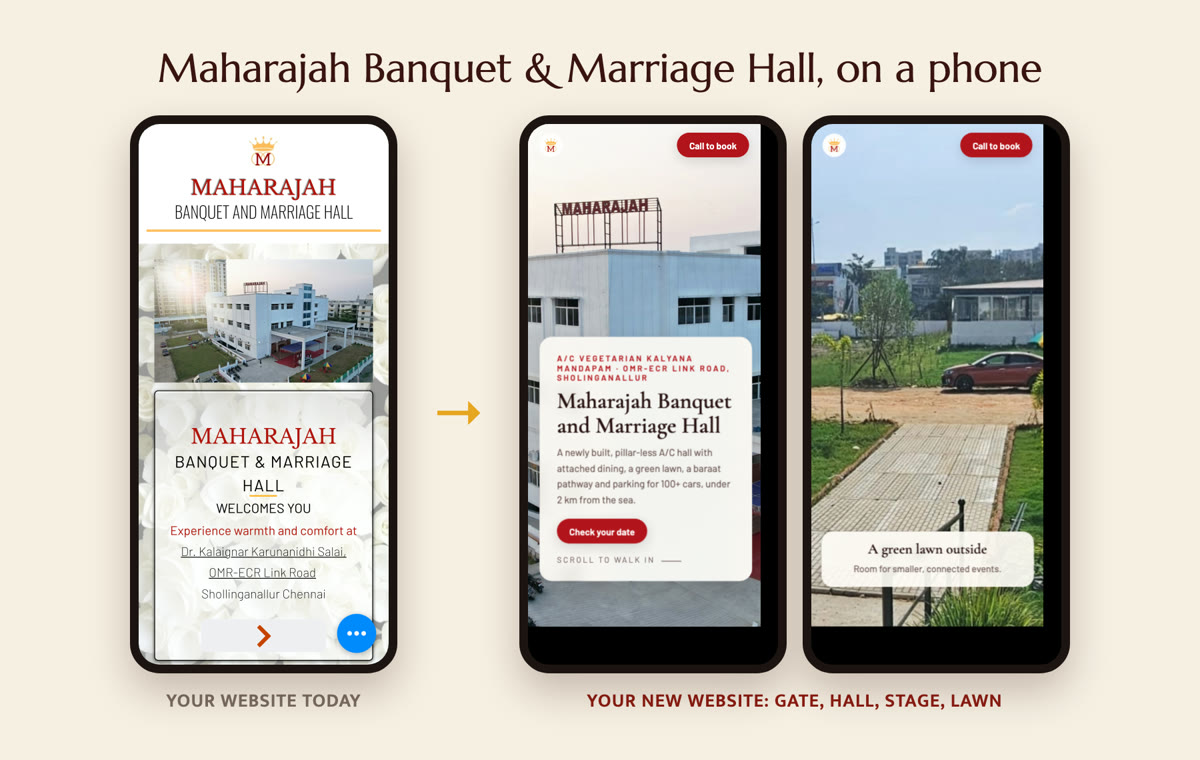 Maharajah Banquet & Marriage Hall, on a phone
M
MAHARAJAH
BANQUET AND MARRIAGE HALL
MAHARAJAH
MAHARAJAH
BANQUET & MARRIAGE
HALL
WELCOMES YOU
Experience warmth and comfort at
Dr. Kalaignar Karunanidhi Salai,
OMR-ECR Link Road
Shollinganallur Chennai
YOUR WEBSITE TODAY
M
Call to book
MAHARAJAH
A/C VEGETARIAN KALYANA
MANDAPAM · OMR-ECR LINK ROAD,
SHOLINGANALLUR
Maharajah Banquet
and Marriage Hall
A newly built, pillar-less A/C hall with
attached dining, a green lawn, a baraat
pathway and parking for 100+ cars, under
2 km from the sea.
Check your date
SCROLL TO WALK IN
M
Call to book
A green lawn outside
Room for smaller, connected events.
YOUR NEW WEBSITE: GATE, HALL, STAGE, LAWN